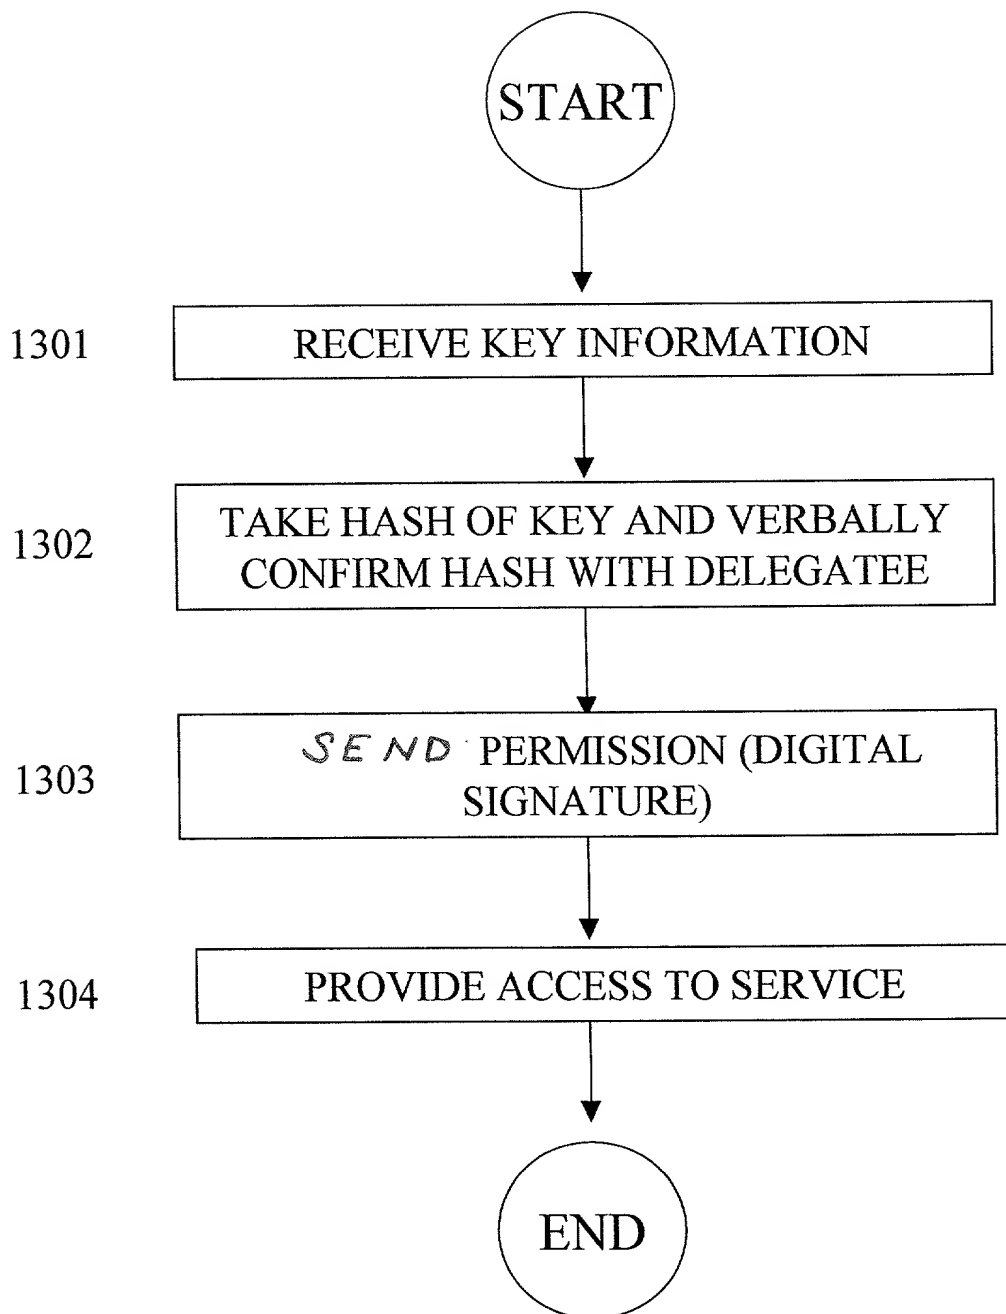 START
1301
RECEIVE KEY INFORMATION
1302
TAKE HASH OF KEY AND VERBALLY
CONFIRM HASH WITH DELEGATEE
1303
SEND PERMISSION (DIGITAL
SIGNATURE)
1304
PROVIDE ACCESS TO SERVICE
END